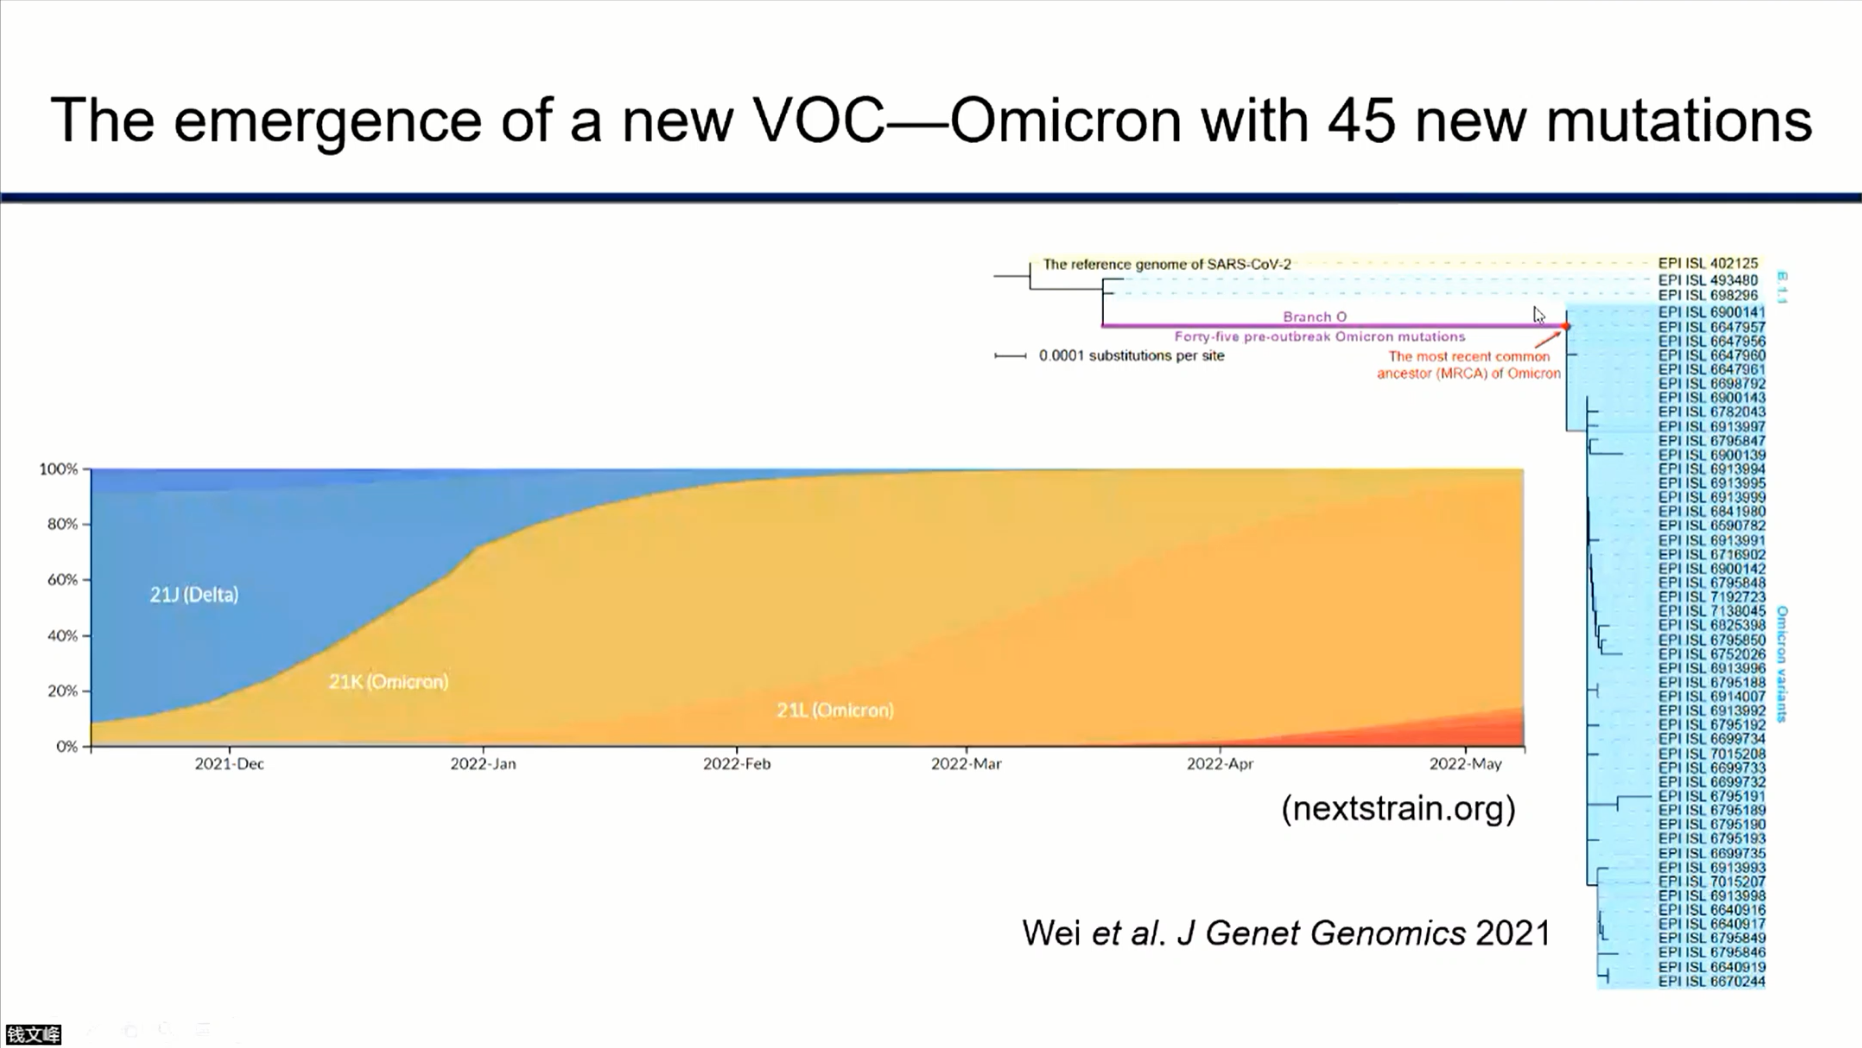 The emergence of a new VOC—Omicron with 45 new mutations
The reference genome of SARS-CoV-2
Branch O
Forty-five pre-outbreak Omicron mutations
0.0001 substitutions per site
The most recent common
ancestor (MRCA) of Omicron
EPI ISL 402125
EPI ISL 493480
EPI ISL 698296
EPI ISL 6900141
EPI ISL 6647957
EPI ISL 6647956
EPI ISL 6647960
EPI ISL 6647961
EPI ISL 6698792
EPI ISL 6900143
EPI ISL 6782043
EPI ISL 6913997
EPI ISL 6795847
EPI ISL 6900139
EPI ISL 6913994
EPI ISL 6913995
EPI ISL 6913999
EPI ISL 6841980
EPI ISL 6590782
EPI ISL 6913991
EPI ISL 6716902
EPI ISL 6900142
EPI ISL 6795848
EPI ISL 7192723
EPI ISL 7138045
EPI ISL 6825398
EPI ISL 6795850
EPI ISL 6752026
EPI ISL 6913996
EPI ISL 6795188
EPI ISL 6914007
EPI ISL 6913992
EPI ISL 6795192
EPI ISL 6699734
EPI ISL 7015208
EPI ISL 6699733
EPI ISL 6699732
EPI ISL 6795191
EPI ISL 6795189
EPI ISL 6795190
EPI ISL 6795193
EPI ISL 6699735
EPI ISL 6913993
EPI ISL 7015207
EPI ISL 6913998
EPI ISL 6640916
EPI ISL 6640917
EPI ISL 6795849
EPI ISL 6795846
EPI ISL 6640919
EPI ISL 6670244
B.1.1
Omicron variants
100%
80%
60%
40%
20%
0%
21J (Delta)
21K (Omicron)
21L (Omicron)
2021-Dec
2022-Jan
2022-Feb
2022-Mar
2022-Apr
2022-May
(nextstrain.org)
Wei et al. J Genet Genomics 2021
钱文峰